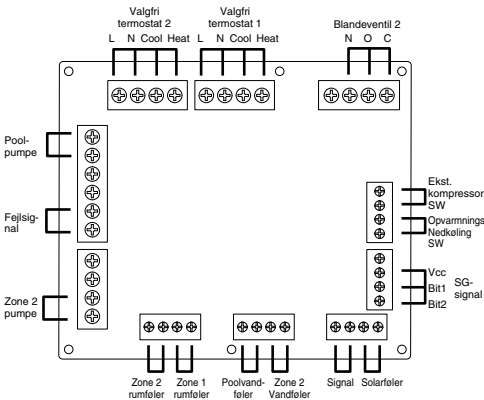 Valgfri
termostat 2
Valgfri
termostat 1
Blandeventil 2
L N Cool Heat
L N Cool Heat
N O C
Pool-
pumpe
Fejlsig-
nal
Zone 2
pumpe
Ekst.
kompressor
SW
Opvarmnings
Nedkøling
SW
Vcc
Bit1
Bit2
SG-
signal
Zone 2
rumføler
Zone 1
rumføler
Poolvand-
føler
Zone 2
Vandføler
Signal
Solarføler